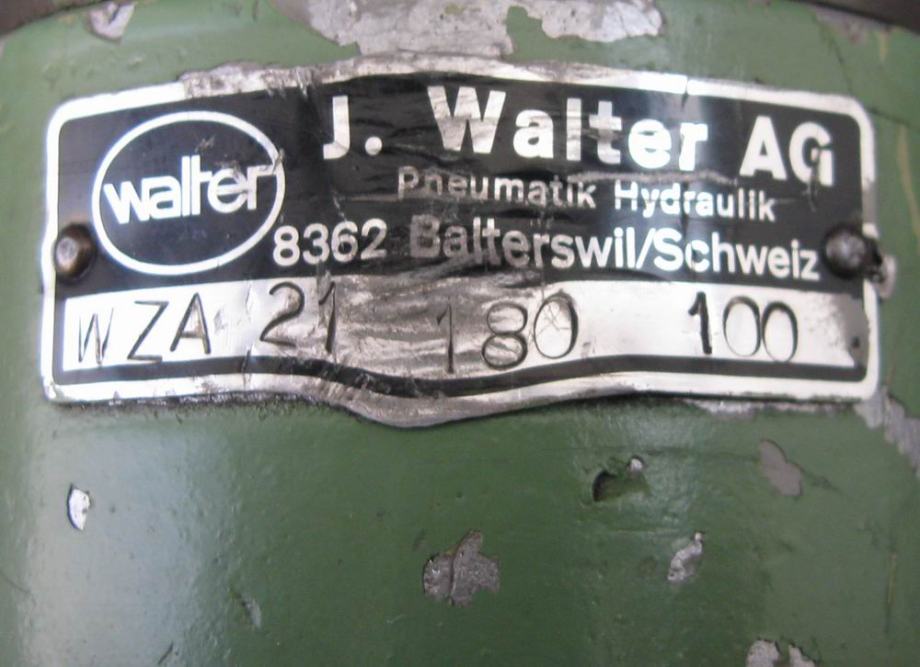 walter
J. Walter AG
Pneumatik Hydraulik
8362 Balterswil/Schweiz
WZA 21 180 100